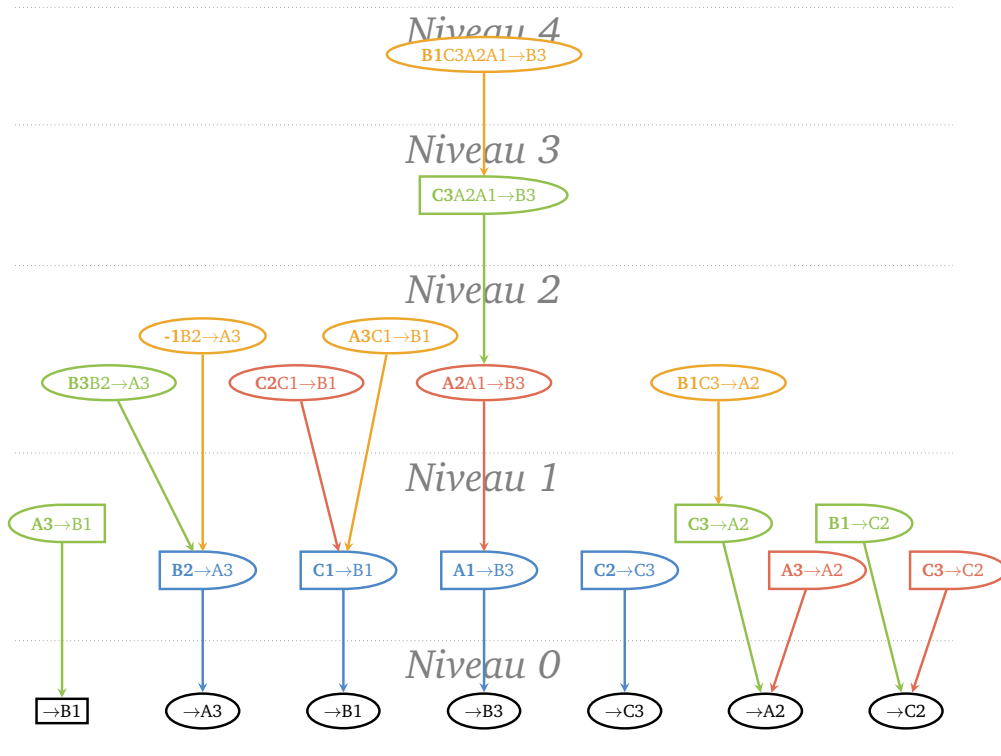 Niveau 4
B1C3A2A1→B3
Niveau 3
C3A2A1→B3
Niveau 2
-1B2→A3
A3C1→B1
B3B2→A3
C2C1→B1
A2A1→B3
B1C3→A2
Niveau 1
A3→B1
C3→A2
B1→C2
B2→A3
C1→B1
A1→B3
C2→C3
A3→A2
C3→C2
Niveau 0
→B1
→A3
→B1
→B3
→C3
→A2
→C2